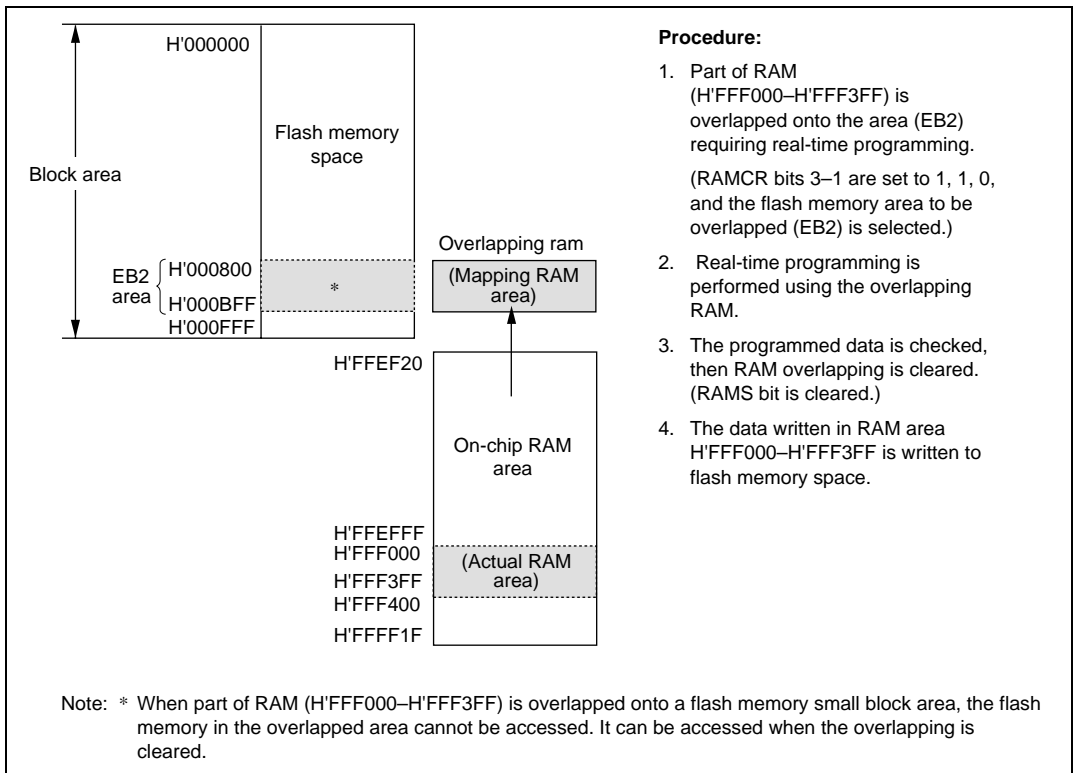 H'000000
Flash memory
space
Block area
EB2
area
H'000800
H'000BFF
H'000FFF
*
Overlapping ram
(Mapping RAM
area)
H'FFEF20
On-chip RAM
area
H'FFEFFF
H'FFF000
H'FFF3FF
H'FFF400
H'FFFF1F
(Actual RAM
area)
Procedure:
1. Part of RAM
(H'FFF000–H'FFF3FF) is
overlapped onto the area (EB2)
requiring real-time programming.
(RAMCR bits 3–1 are set to 1, 1, 0,
and the flash memory area to be
overlapped (EB2) is selected.)
2. Real-time programming is
performed using the overlapping
RAM.
3. The programmed data is checked,
then RAM overlapping is cleared.
(RAMS bit is cleared.)
4. The data written in RAM area
H'FFF000–H'FFF3FF is written to
flash memory space.
Note: * When part of RAM (H'FFF000–H'FFF3FF) is overlapped onto a flash memory small block area, the flash
memory in the overlapped area cannot be accessed. It can be accessed when the overlapping is
cleared.